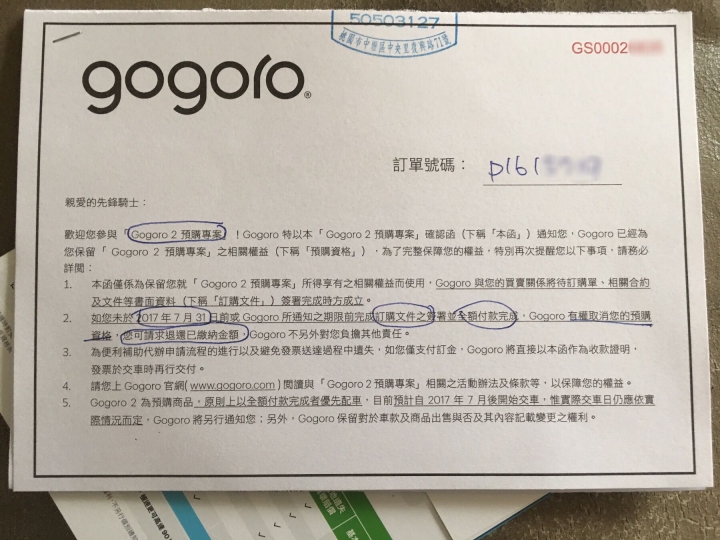 50503127
桃園市中壢區中央里復興路71號
GS0002
gogoro®
訂單號碼： p161
親愛的先鋒騎士：
歡迎您參與「Gogoro 2 預購專案」！Gogoro 特以本「 Gogoro 2 預購專案」確認函（下稱「本函」）通知您，Gogoro 已經為
您保留「 Gogoro 2 預購專案」之相關權益（下稱「預購資格」），為了完整保障您的權益，特別再次提醒您以下事項，請務必
詳閱：
1. 本函僅係為保留您就「 Gogoro 2 預購專案」所得享有之相關權益而使用，Gogoro 與您的買賣關係將待訂購單、相關合約
及文件等書面資料（下稱「訂購文件」）簽署完成時方成立。
2. 如您未於 2017 年 7 月 31 日前或 Gogoro 所通知之期限前完成訂購文件之簽署並全額付款完成，Gogoro 有權取消您的預購
資格，您可請求退還已繳納金額，Gogoro 不另外對您負擔其他責任。
3. 為便利補助代辦申請流程的進行以及避免發票送達過程中遺失，如您僅支付訂金，Gogoro 將直接以本函作為收款證明，
發票於交車時再行交付。
4. 請您上 Gogoro 官網( www.gogoro.com ) 閱讀與「 Gogoro 2 預購專案」相關之活動辦法及條款等，以保障您的權益。
5. Gogoro 2 為預購商品，原則上以全額付款完成者優先配車，目前預計自 2017 年 7 月後開始交車，惟實際交車日仍應依實
際情況而定，Gogoro 將另行通知您；另外，Gogoro 保留對於車款及商品出售與否及其內容記載變更之權利。